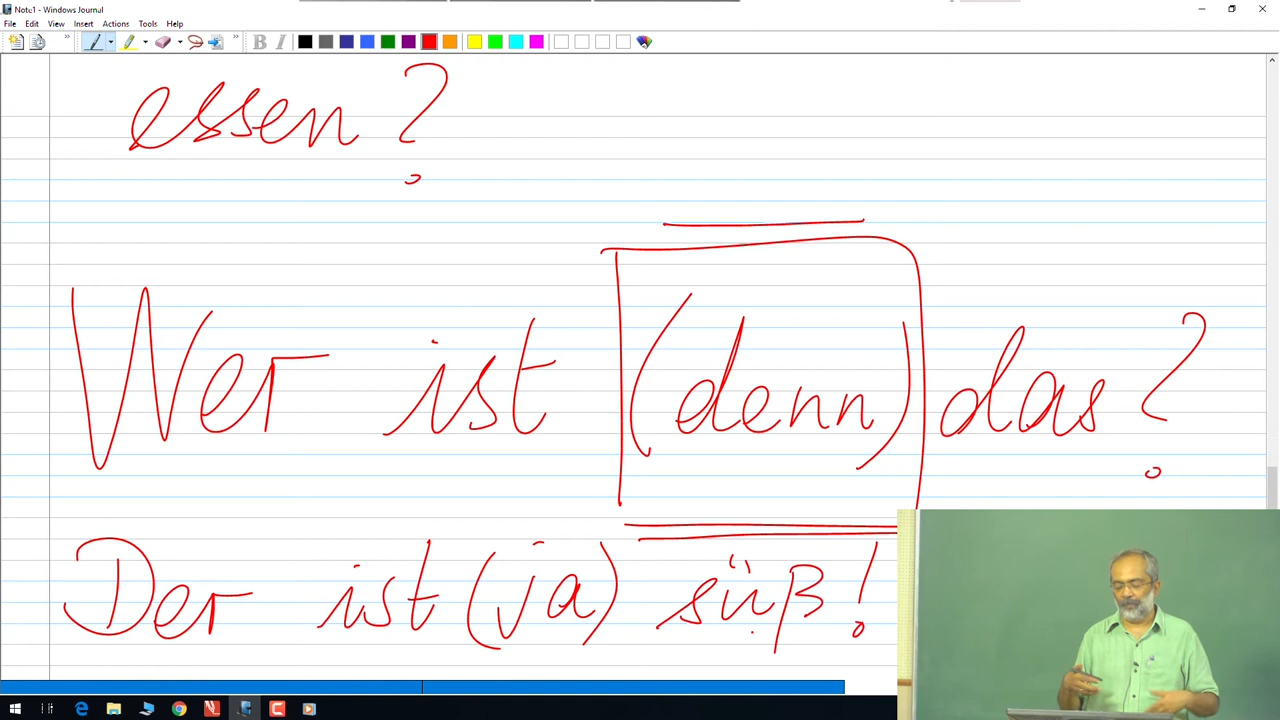 Note1 - Windows Journal
File Edit View Insert Actions Tools Help
essen?
Wer ist (denn) das?
Der ist (ja) süß!